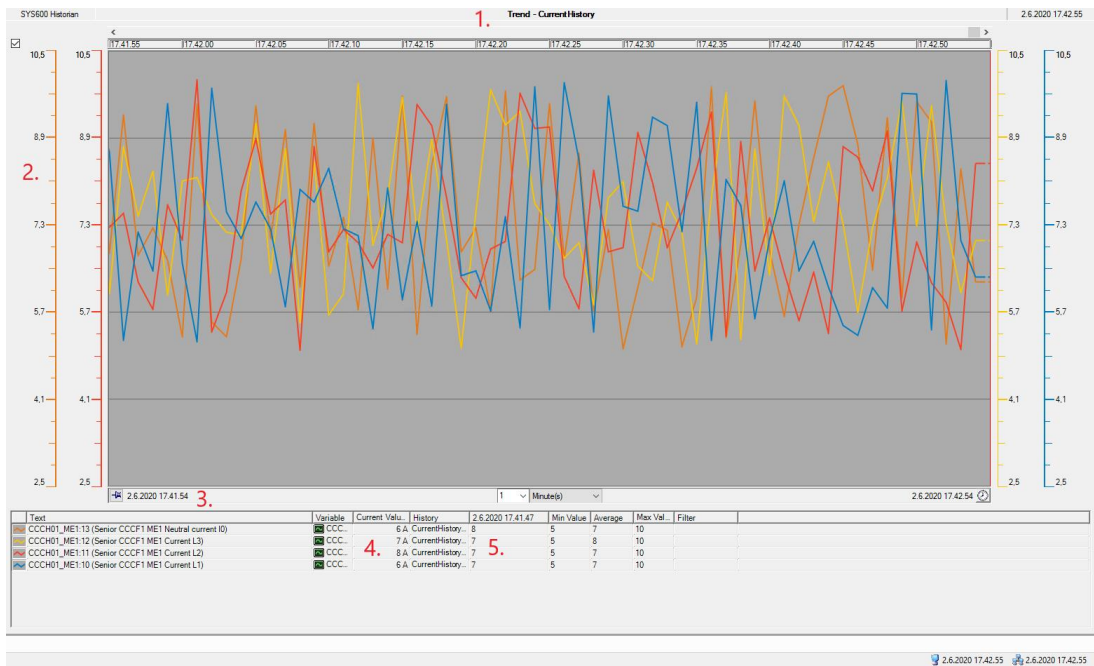 SYS600 Historian
1.
Trend - CurrentHistory
2.6.2020 17.42.55
17.41.55 17.42.00 17.42.05 17.42.10 17.42.15 17.42.20 17.42.25 17.42.30 17.42.35 17.42.40 17.42.45 17.42.50
10,5 10,5 10,5 10,5
8.9 8.9 8.9 8.9
2.
7.3 7.3 7.3 7.3
5.7 5.7 5.7 5.7
4.1 4.1 4.1 4.1
2.5 2.5 2.5 2.5
2.6.2020 17.41.54 3. 1 Minute(s) 2.6.2020 17.42.54
Text Variable Current Valu... History 2.6.2020 17.41.47 Min Value Average Max Val... Filter
CCCH01_ME1:13 (Senior CCCF1 ME1 Neutral current I0) CCC... 6 A CurrentHistory... 8 5 7 10
CCCH01_ME1:12 (Senior CCCF1 ME1 Current L3) CCC... 7 A CurrentHistory... 7 5 8 10
4. 5.
CCCH01_ME1:11 (Senior CCCF1 ME1 Current L2) CCC... 8 A CurrentHistory... 7 5 7 10
CCCH01_ME1:10 (Senior CCCF1 ME1 Current L1) CCC... 6 A CurrentHistory... 7 5 7 10
2.6.2020 17.42.55 2.6.2020 17.42.55